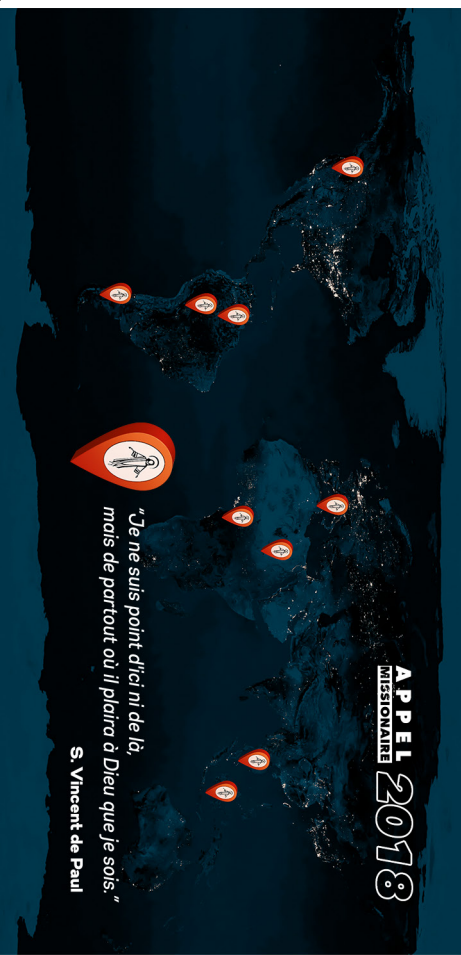 APPEL
MISSIONAIRE
2018
"Je ne suis point d'ici ni de là,
mais de partout où il plaira à Dieu que je sois."
S. Vincent de Paul